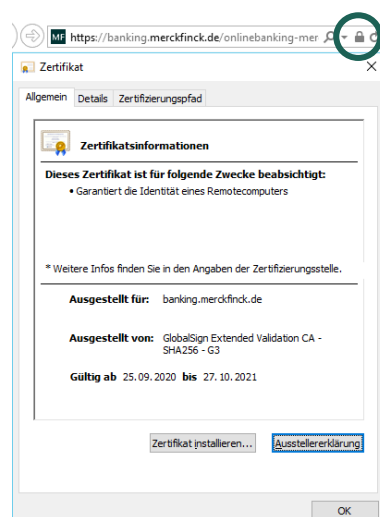 MF https://banking.merckfinck.de/onlinebanking-mer
Zertifikat
Allgemein Details Zertifizierungspfad
Zertifikatsinformationen
Dieses Zertifikat ist für folgende Zwecke beabsichtigt:
• Garantiert die Identität eines Remotecomputers
* Weitere Infos finden Sie in den Angaben der Zertifizierungsstelle.
Ausgestellt für: banking.merckfinck.de
Ausgestellt von: GlobalSign Extended Validation CA -
SHA256 - G3
Gültig ab 25.09.2020 bis 27.10.2021
Zertifikat installieren... Ausstellererklärung
OK